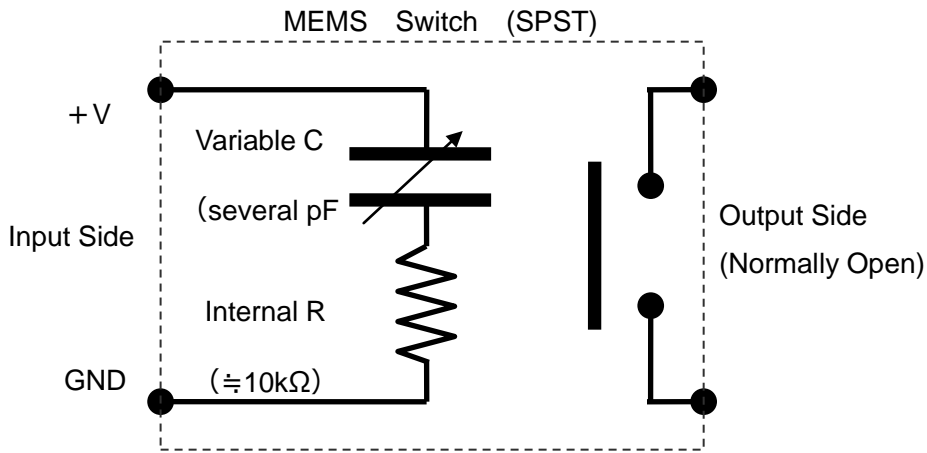 MEMS Switch (SPST)
＋V
Variable C
（several pF
Input Side
Output Side
(Normally Open)
Internal R
GND
（≒10kΩ）